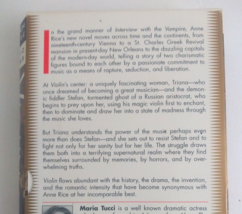 In the grand manner of Interview with the Vampire, Anne
Rice's new novel moves across time and the continents, from
nineteenth-century Vienna to a St. Charles Greek Revival
mansion in present-day New Orleans to the dazzling capitals
of the modern-day world, telling a story of two charismatic
figures bound to each other by a passionate commitment to
music as a means of rapture, seduction, and liberation.
At Violin's center: a uniquely fascinating woman, Triana—who
once dreamed of becoming a great musician—and the demon-
ic fiddler Stefan, tormented ghost of a Russian aristocrat, who
begins to prey upon her, using his magic violin first to enchant,
then to dominate and draw her into a state of madness through
the music she loves.
But Triana understands the power of the music perhaps even
more than does Stefan—and she sets out to resist Stefan and to
fight not only for her sanity but for her life. The struggle draws
them both into a terrifying supernatural realm where they find
themselves surrounded by memories, by horrors, and by over-
whelming truths.
Violin flows abundant with the history, the drama, the invention,
and the romantic intensity that have become synonymous with
Anne Rice at her incomparable best.
Maria Tucci is a well known dramatic actress